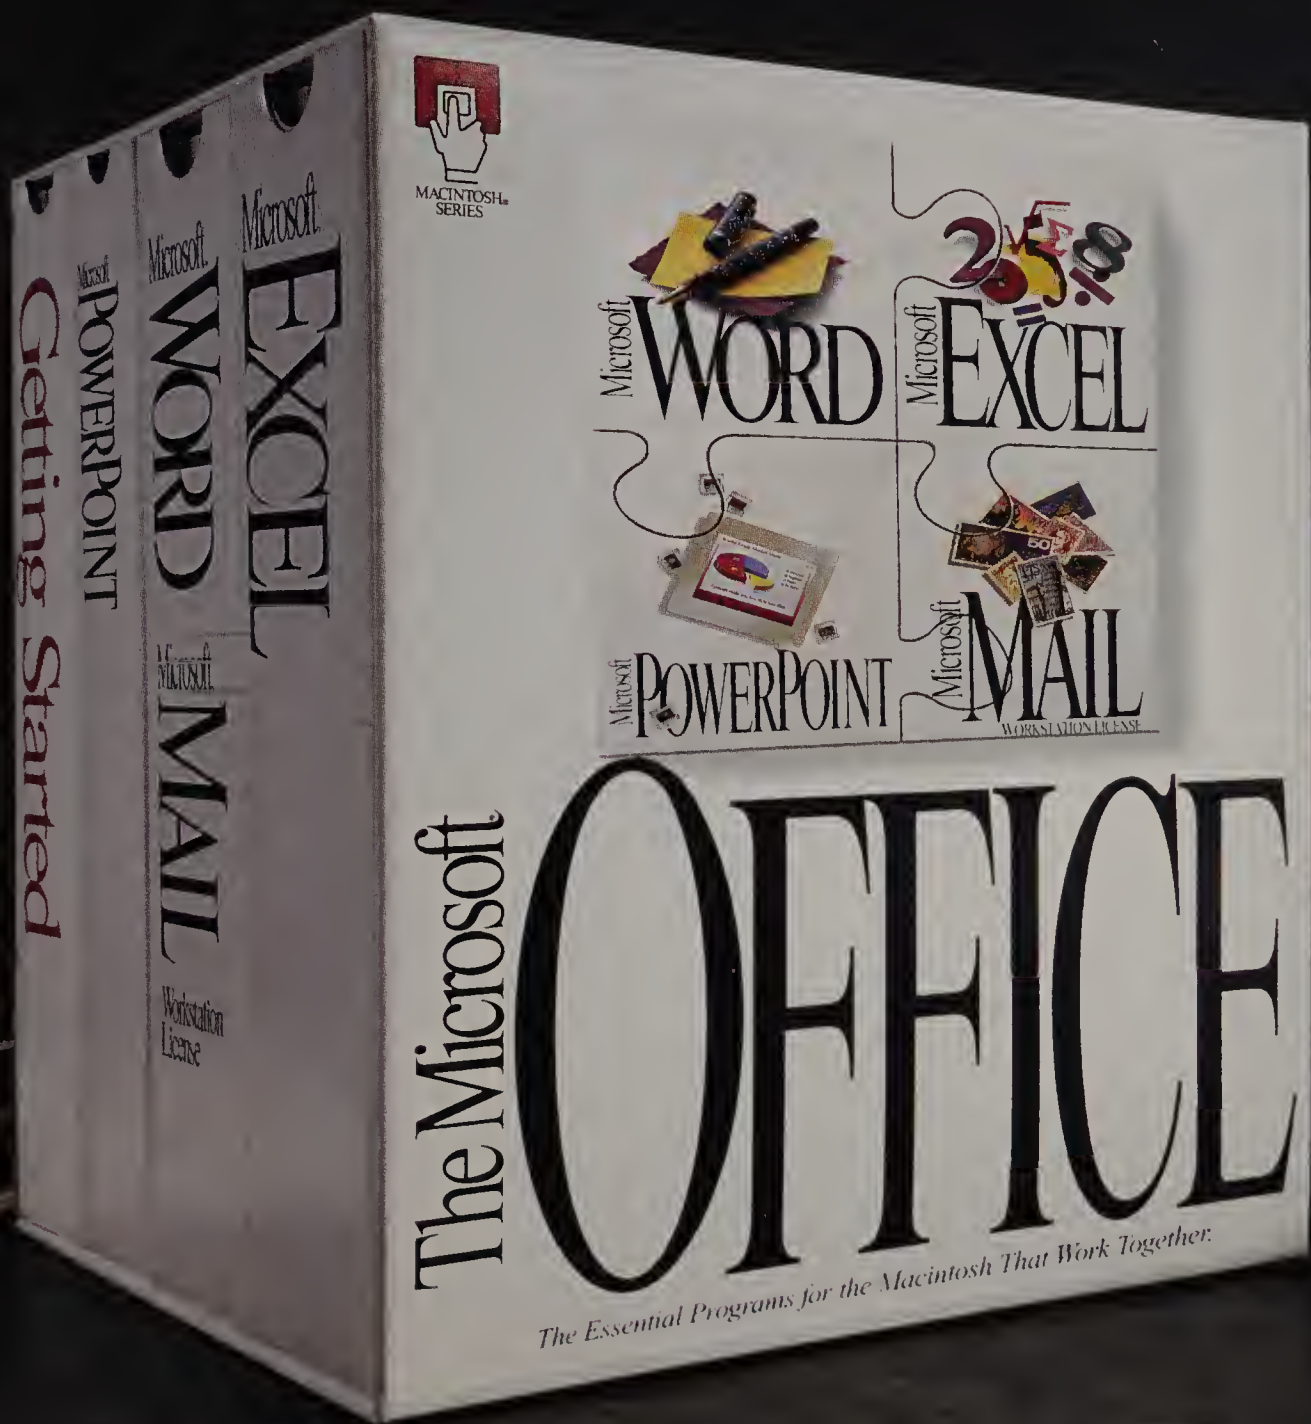 Getting Started
Microsoft
POWERPOINT
Microsoft
WORD
Microsoft
MAIL
Workstation
License
Microsoft
EXCEL
MACINTOSH®
SERIES
Microsoft WORD
Microsoft EXCEL
Microsoft POWERPOINT
Microsoft MAIL
WORKSTATION LICENSE
The Microsoft
OFFICE
The Essential Programs for the Macintosh That Work Together.